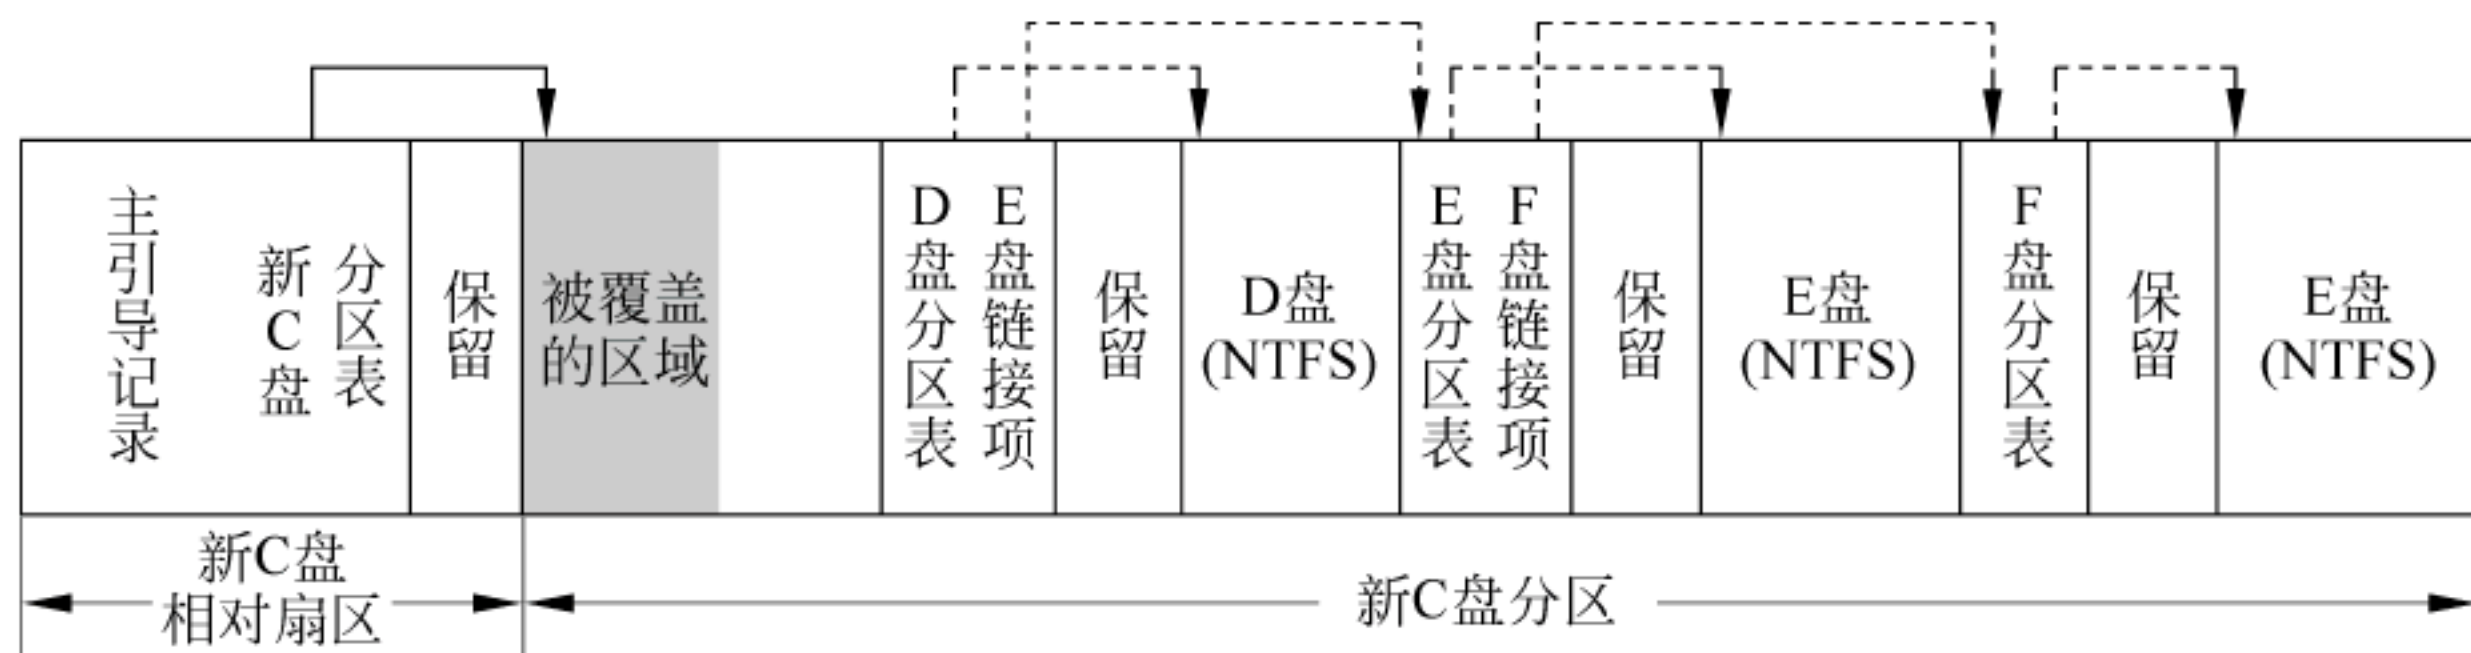 主引导记录
新C盘
分区表
保留
被覆盖
的区域
D盘分区表
E盘链接项
保留
D盘
(NTFS)
E盘分区表
F盘链接项
保留
E盘
(NTFS)
F盘分区表
保留
E盘
(NTFS)
新C盘
相对扇区
新C盘分区